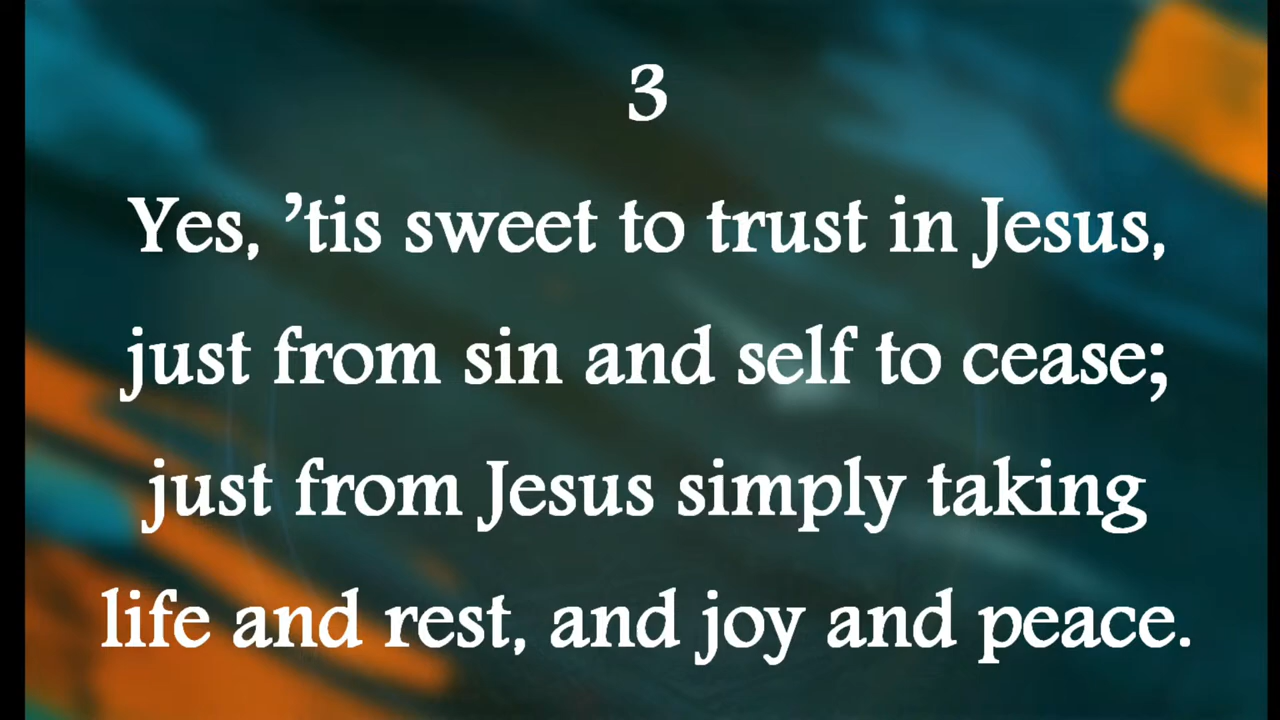 3
Yes, ’tis sweet to trust in Jesus,
just from sin and self to cease;
just from Jesus simply taking
life and rest, and joy and peace.